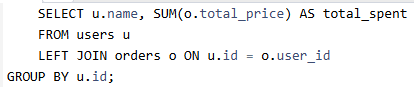 SELECT u.name, SUM(o.total_price) AS total_spent
FROM users u
LEFT JOIN orders o ON u.id = o.user_id
GROUP BY u.id;